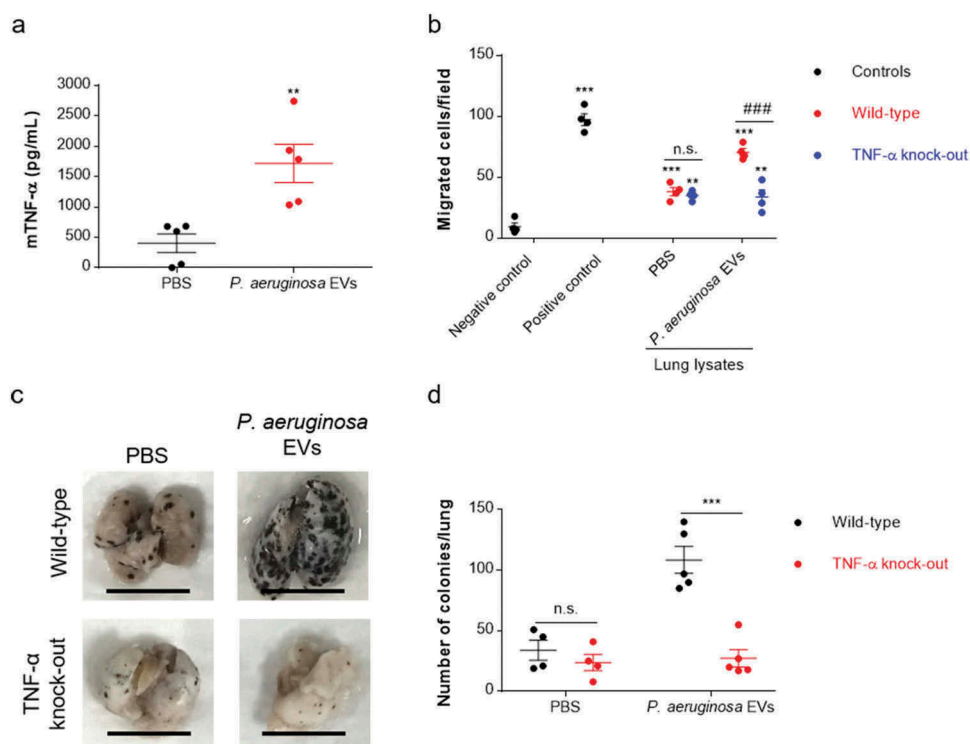 a
mTNF-α (pg/mL)
3000
2500
2000
1500
1000
500
0
**
PBS
P. aeruginosa EVs
b
Migrated cells/field
150
100
50
0
***
***
**
n.s.
***
**
###
Negative control
Positive control
PBS
P. aeruginosa EVs
Lung lysates
Controls
Wild-type
TNF-α knock-out
c
PBS
P. aeruginosa
EVs
Wild-type
TNF-α
knock-out
d
Number of colonies/lung
150
100
50
0
n.s.
***
PBS
P. aeruginosa EVs
Wild-type
TNF-α knock-out